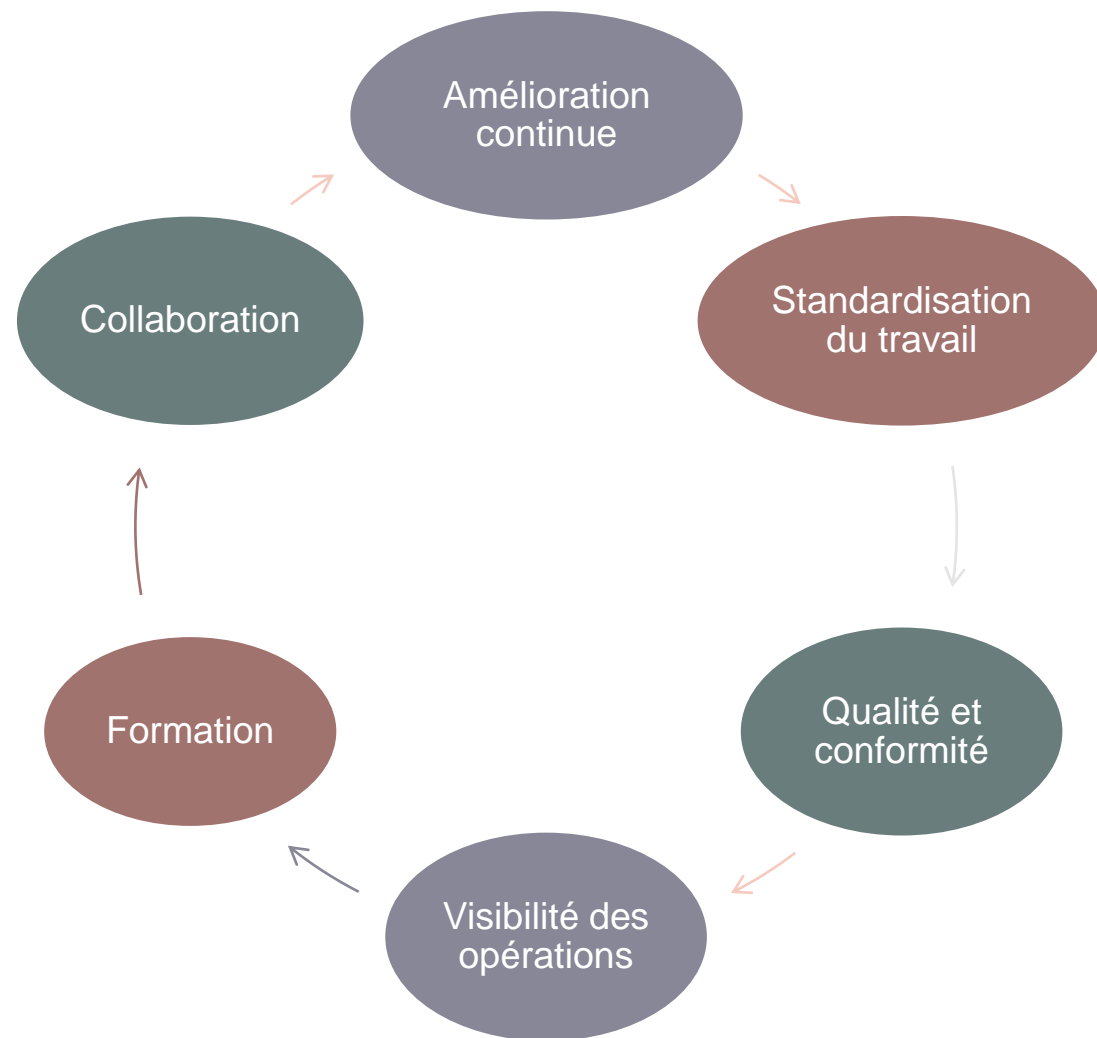 Amélioration
continue
Standardisation
du travail
Qualité et
conformité
Visibilité des
opérations
Formation
Collaboration